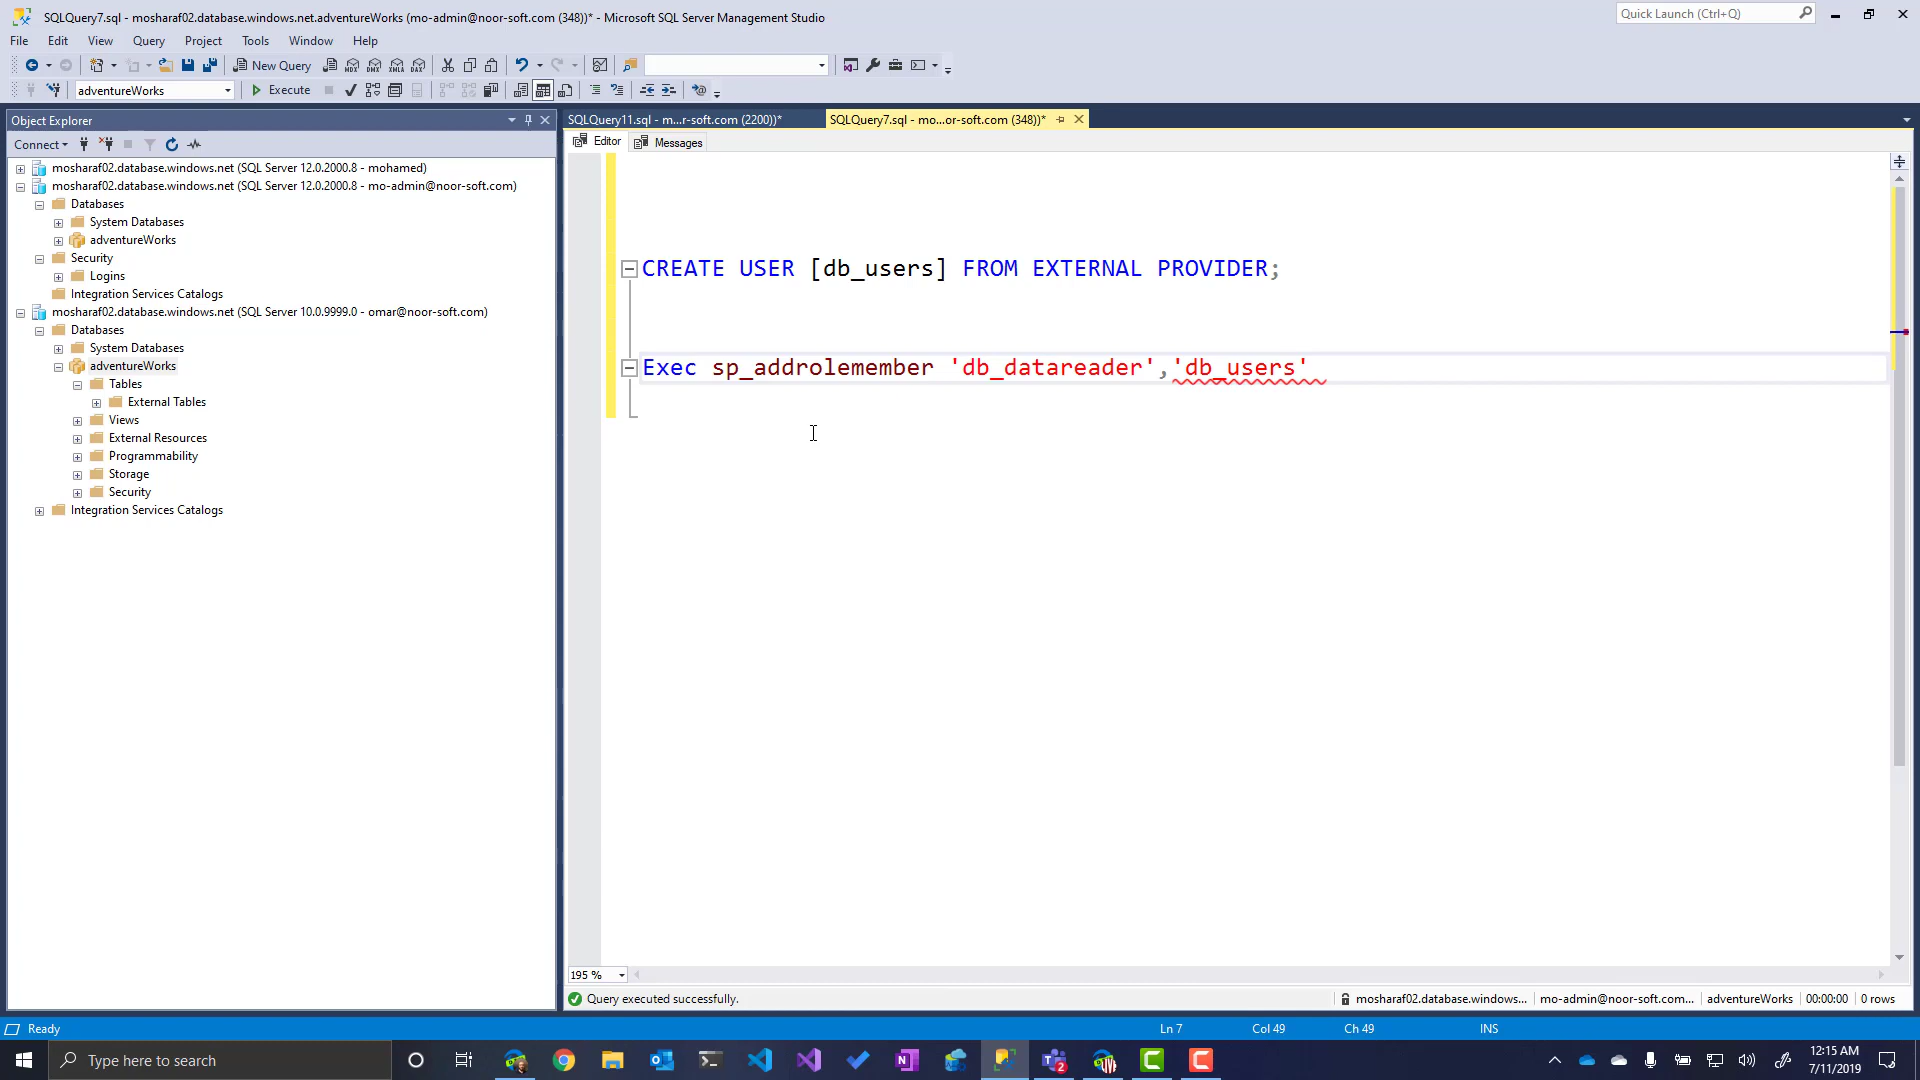 SQLQuery7.sql - mosharaf02.database.windows.net.adventureWorks (mo-admin@noor-soft.com (348))* - Microsoft SQL Server Management Studio
Quick Launch (Ctrl+Q)
File Edit View Query Project Tools Window Help
New Query
adventureWorks Execute
Object Explorer
SQLQuery11.sql - m...r-soft.com (2200))*
SQLQuery7.sql - mo...or-soft.com (348))*
Connect
Editor Messages
mosharaf02.database.windows.net (SQL Server 12.0.2000.8 - mohamed)
mosharaf02.database.windows.net (SQL Server 12.0.2000.8 - mo-admin@noor-soft.com)
Databases
System Databases
adventureWorks
Security
Logins
Integration Services Catalogs
mosharaf02.database.windows.net (SQL Server 10.0.9999.0 - omar@noor-soft.com)
Databases
System Databases
adventureWorks
Tables
External Tables
Views
External Resources
Programmability
Storage
Security
Integration Services Catalogs
CREATE USER [db_users] FROM EXTERNAL PROVIDER;
Exec sp_addrolemember 'db_datareader','db_users'
195 %
Query executed successfully.
mosharaf02.database.windows... mo-admin@noor-soft.com... adventureWorks 00:00:00 0 rows
Ready Ln 7 Col 49 Ch 49 INS
Type here to search
2
12:15 AM
7/11/2019